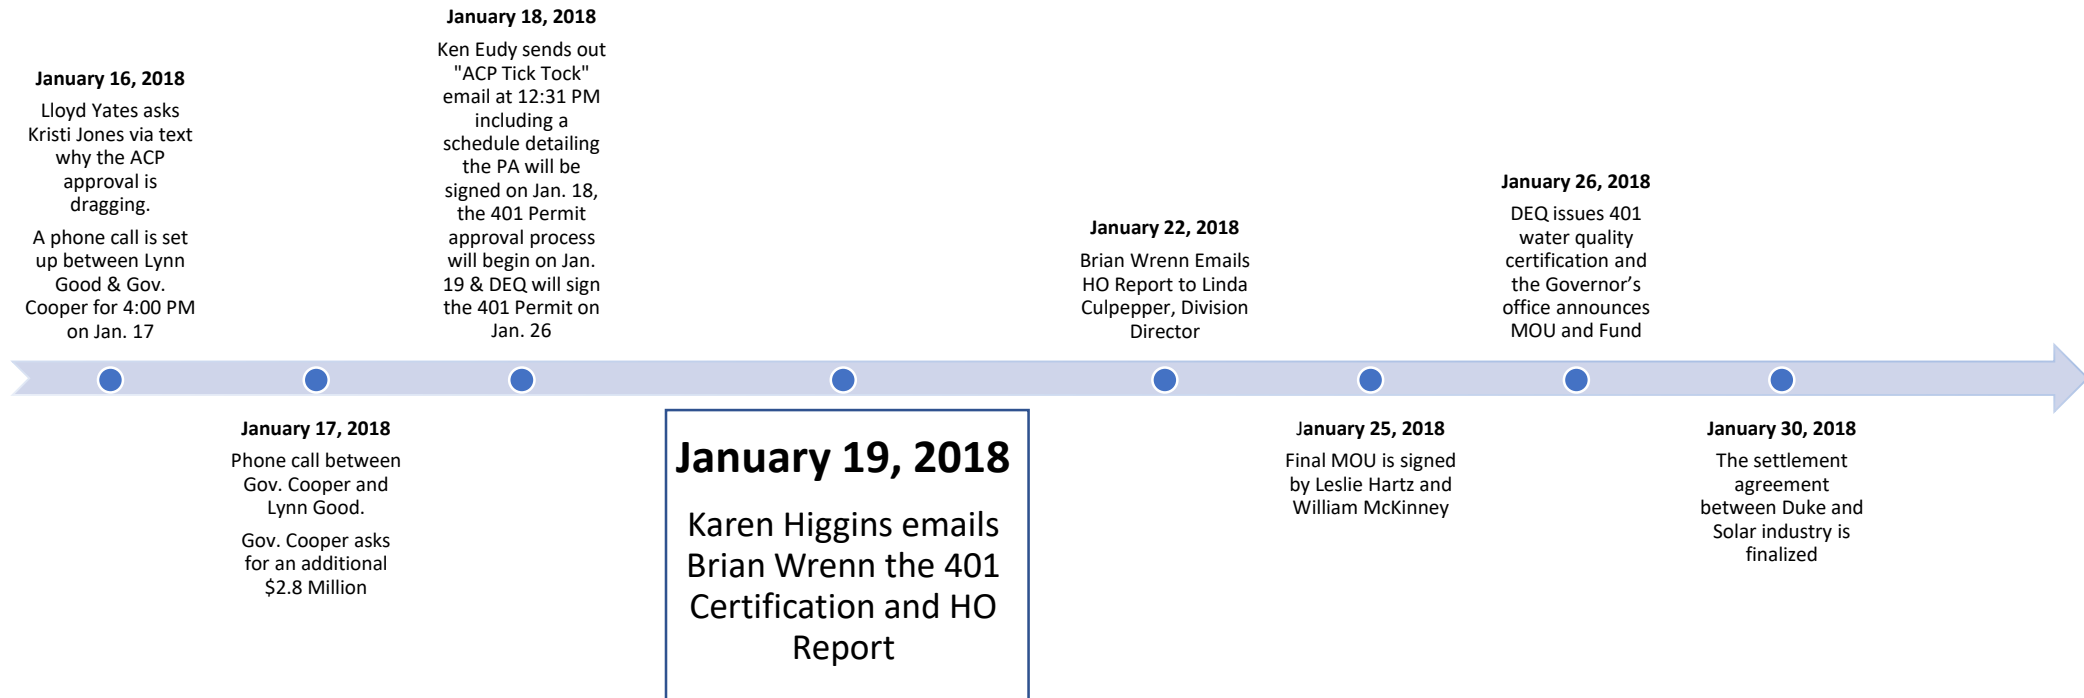 January 16, 2018
Lloyd Yates asks
Kristi Jones via text
why the ACP
approval is
dragging.
A phone call is set
up between Lynn
Good & Gov.
Cooper for 4:00 PM
on Jan. 17
January 17, 2018
Phone call between
Gov. Cooper and
Lynn Good.
Gov. Cooper asks
for an additional
$2.8 Million
January 18, 2018
Ken Eudy sends out
"ACP Tick Tock"
email at 12:31 PM
including a
schedule detailing
the PA will be
signed on Jan. 18,
the 401 Permit
approval process
will begin on Jan.
19 & DEQ will sign
the 401 Permit on
Jan. 26
January 19, 2018
Karen Higgins emails
Brian Wrenn the 401
Certification and HO
Report
January 22, 2018
Brian Wrenn Emails
HO Report to Linda
Culpepper, Division
Director
January 25, 2018
Final MOU is signed
by Leslie Hartz and
William McKinney
January 26, 2018
DEQ issues 401
water quality
certification and
the Governor’s
office announces
MOU and Fund
January 30, 2018
The settlement
agreement
between Duke and
Solar industry is
finalized